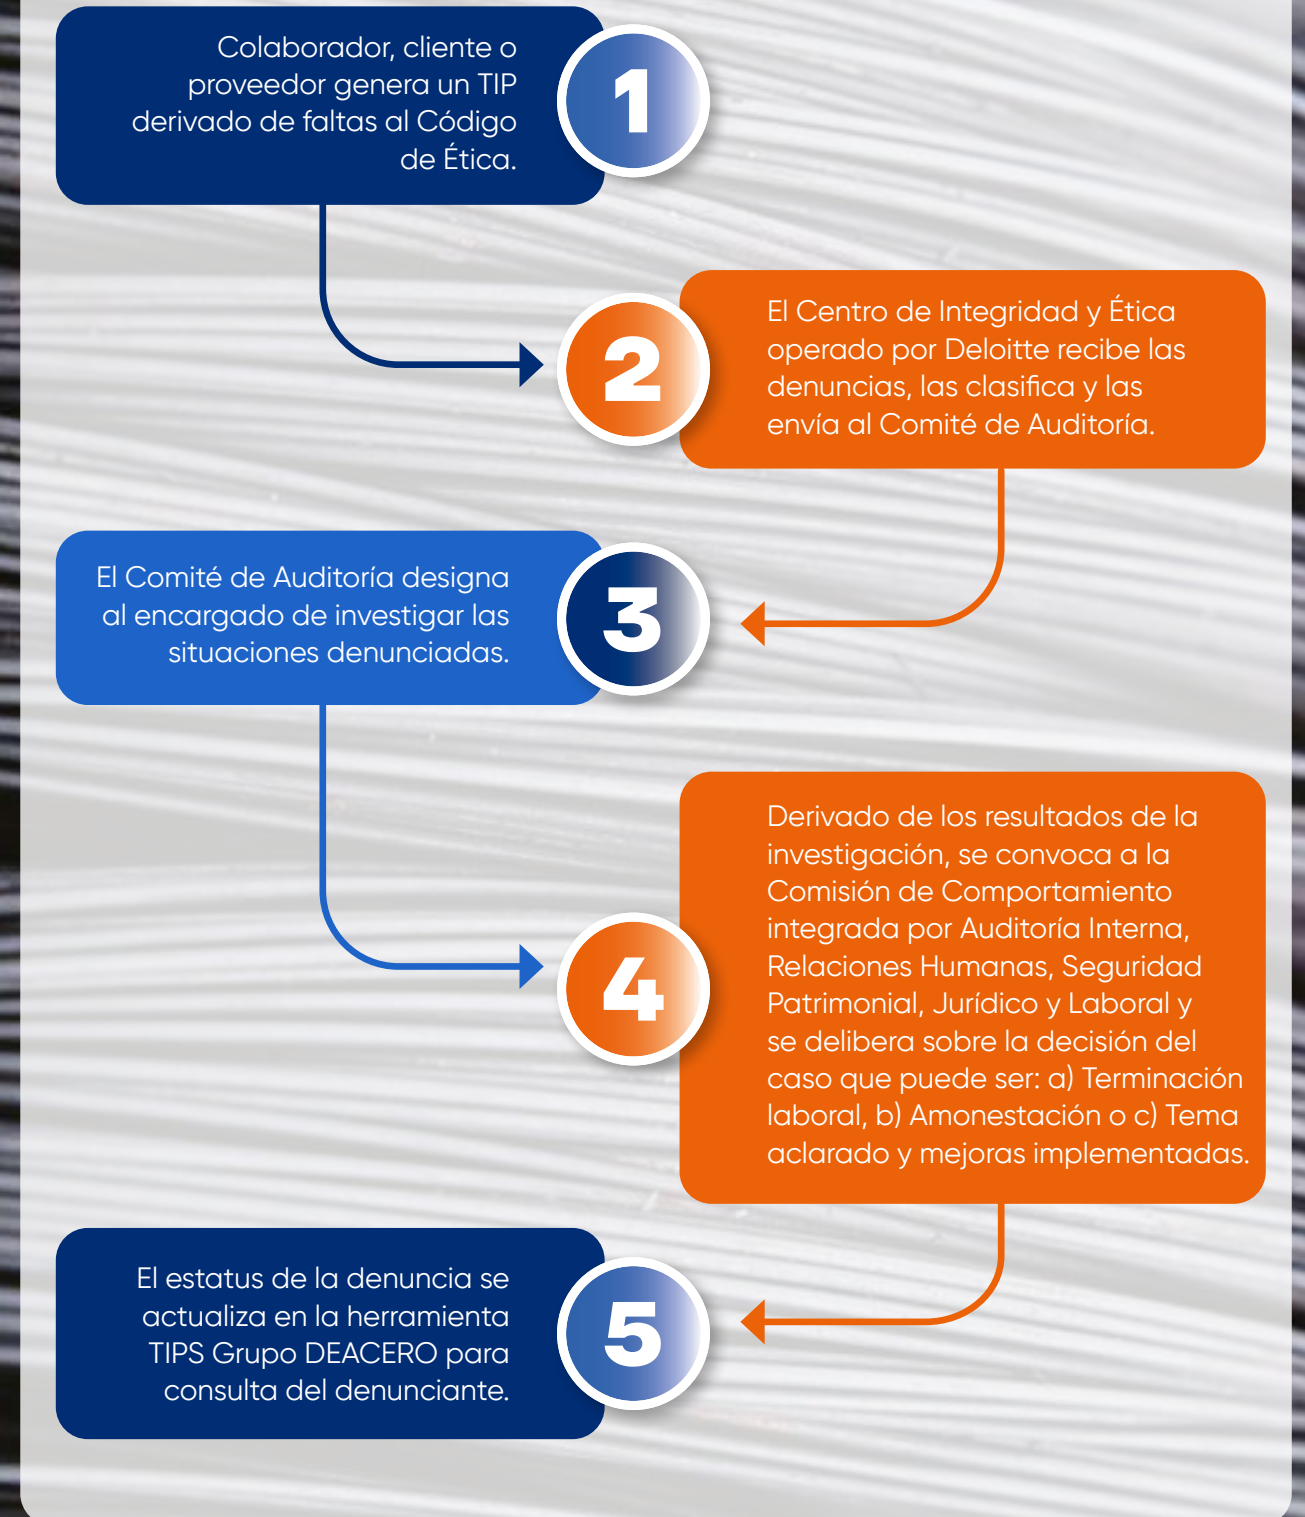 Colaborador, cliente o
proveedor genera un TIP
derivado de faltas al Código
de Ética.
1
2
El Centro de Integridad y Ética
operado por Deloitte recibe las
denuncias, las clasifica y las
envía al Comité de Auditoría.
El Comité de Auditoría designa
al encargado de investigar las
situaciones denunciadas.
3
4
Derivado de los resultados de la
investigación, se convoca a la
Comisión de Comportamiento
integrada por Auditoría Interna,
Relaciones Humanas, Seguridad
Patrimonial, Jurídico y Laboral y
se delibera sobre la decisión del
caso que puede ser: a) Terminación
laboral, b) Amonestación o c) Tema
aclarado y mejoras implementadas.
El estatus de la denuncia se
actualiza en la herramienta
TIPS Grupo DEACERO para
consulta del denunciante.
5